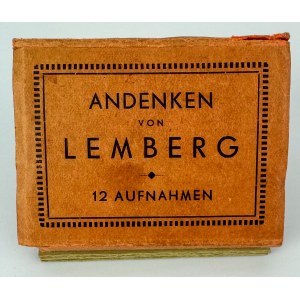 ANDENKEN
VON
LEMBERG
12 AUFNAHMEN